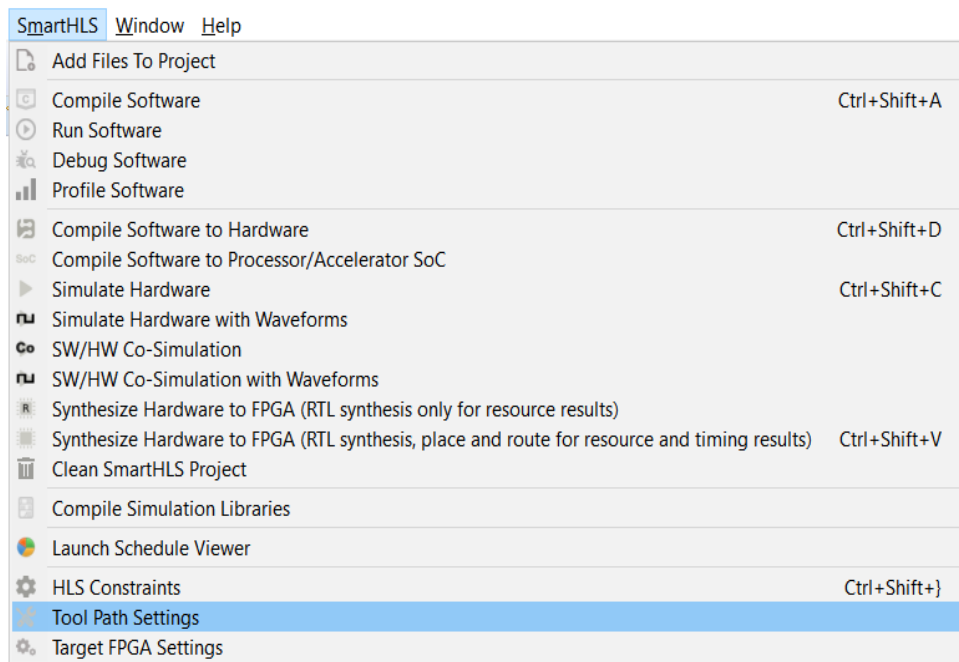 SmartHLS Window Help
Add Files To Project
Compile Software Ctrl+Shift+A
Run Software
Debug Software
Profile Software
Compile Software to Hardware Ctrl+Shift+D
SoC Compile Software to Processor/Accelerator SoC
Simulate Hardware Ctrl+Shift+C
Simulate Hardware with Waveforms
Co SW/HW Co-Simulation
SW/HW Co-Simulation with Waveforms
R Synthesize Hardware to FPGA (RTL synthesis only for resource results)
Synthesize Hardware to FPGA (RTL synthesis, place and route for resource and timing results) Ctrl+Shift+V
Clean SmartHLS Project
Compile Simulation Libraries
Launch Schedule Viewer
HLS Constraints Ctrl+Shift+}
Tool Path Settings
Target FPGA Settings